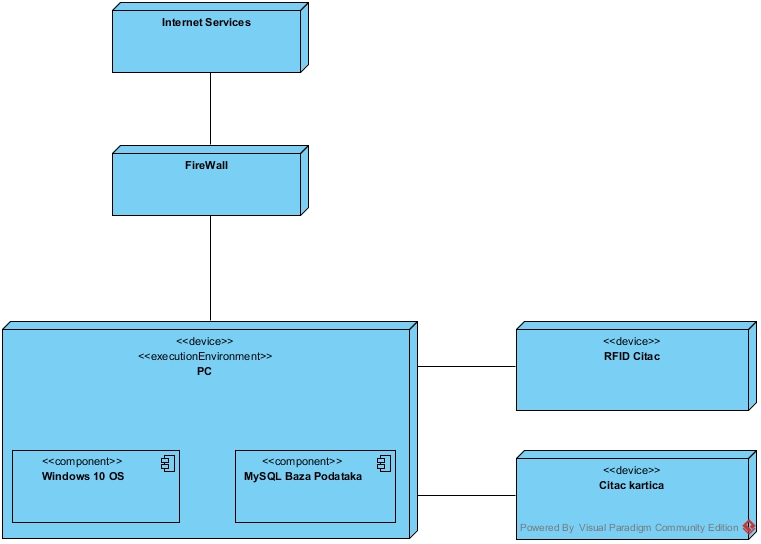 Internet Services
FireWall
<<device>>
<<executionEnvironment>>
PC
<<component>>
Windows 10 OS
<<component>>
MySQL Baza Podataka
<<device>>
RFID Citac
<<device>>
Citac kartica
Powered By Visual Paradigm Community Edition